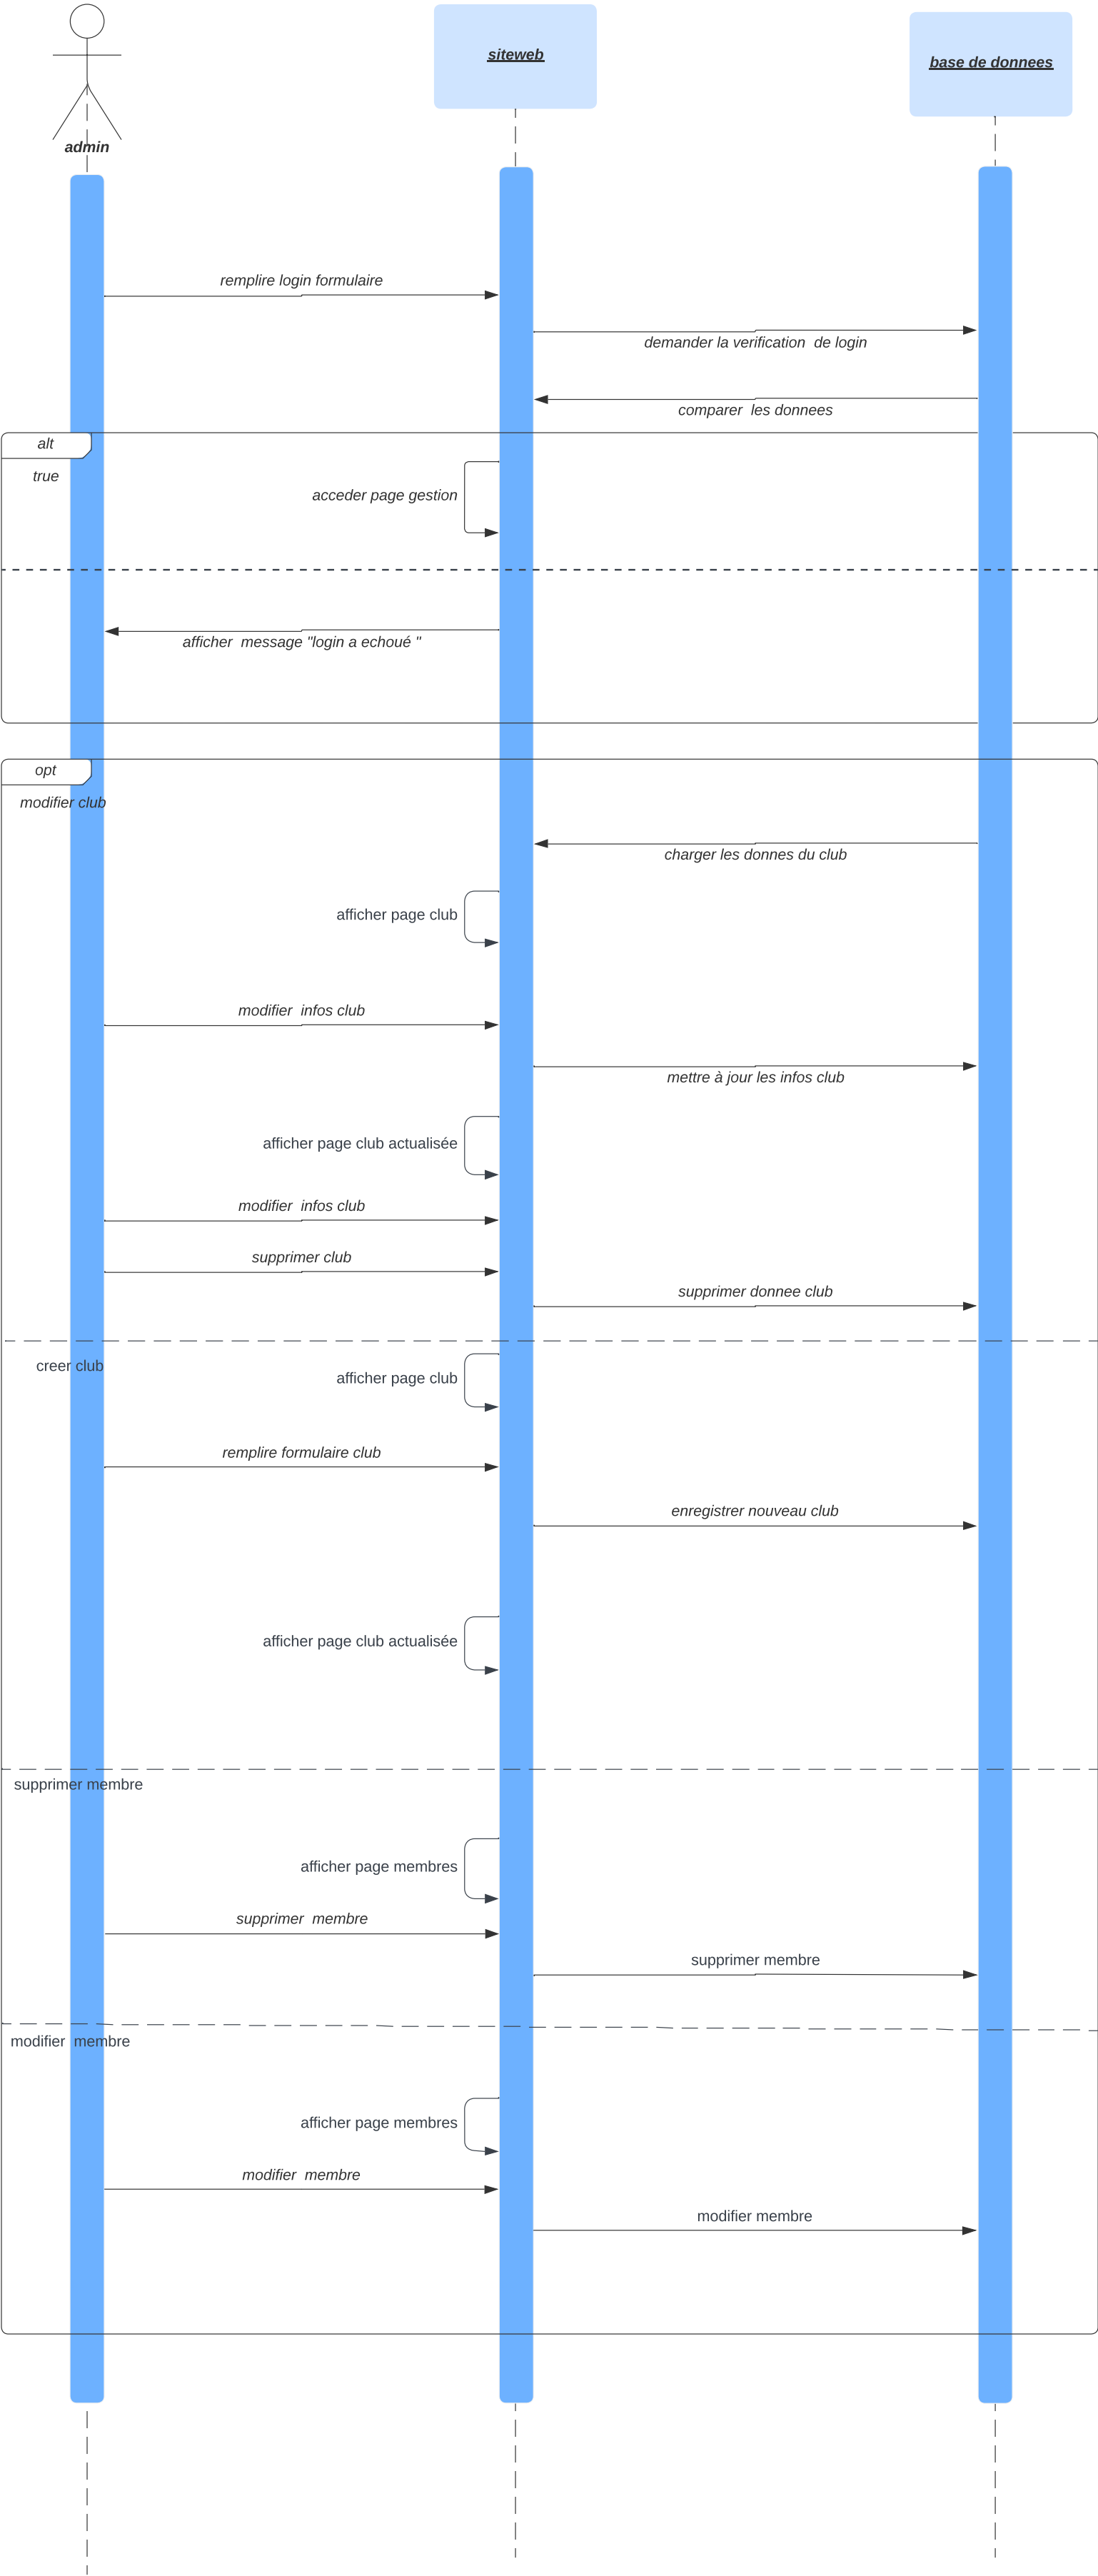 admin
siteweb
base de donnees
remplire login formulaire
demander la verification  de login
comparer  les donnees
alt
true
acceder page gestion
afficher  message "login a echoué "
opt
modifier club
charger les donnes du club
afficher page club
modifier  infos club
mettre à jour les infos club
afficher page club actualisée
modifier  infos club
supprimer club
supprimer donnee club
creer club
afficher page club
remplire formulaire club
enregistrer nouveau club
afficher page club actualisée
supprimer membre
afficher page membres
supprimer  membre
supprimer membre
modifier  membre
afficher page membres
modifier  membre
modifier membre